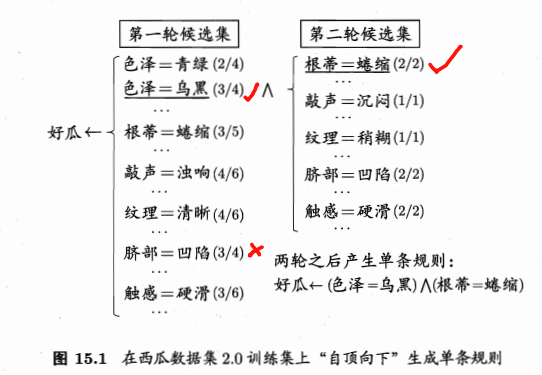 第一轮候选集
色泽=青绿(2/4)
色泽=乌黑(3/4)
…
好瓜←
根蒂=蜷缩(3/5)
…
敲声=浊响(4/6)
…
纹理=清晰(4/6)
…
脐部=凹陷(3/4)
…
触感=硬滑(3/6)
…
∧
第二轮候选集
根蒂=蜷缩(2/2)
…
敲声=沉闷(1/1)
…
纹理=稍糊(1/1)
…
脐部=凹陷(2/2)
…
触感=硬滑(2/2)
…
两轮之后产生单条规则:
好瓜←(色泽=乌黑)∧(根蒂=蜷缩)
图 15.1 在西瓜数据集2.0训练集上“自顶向下”生成单条规则